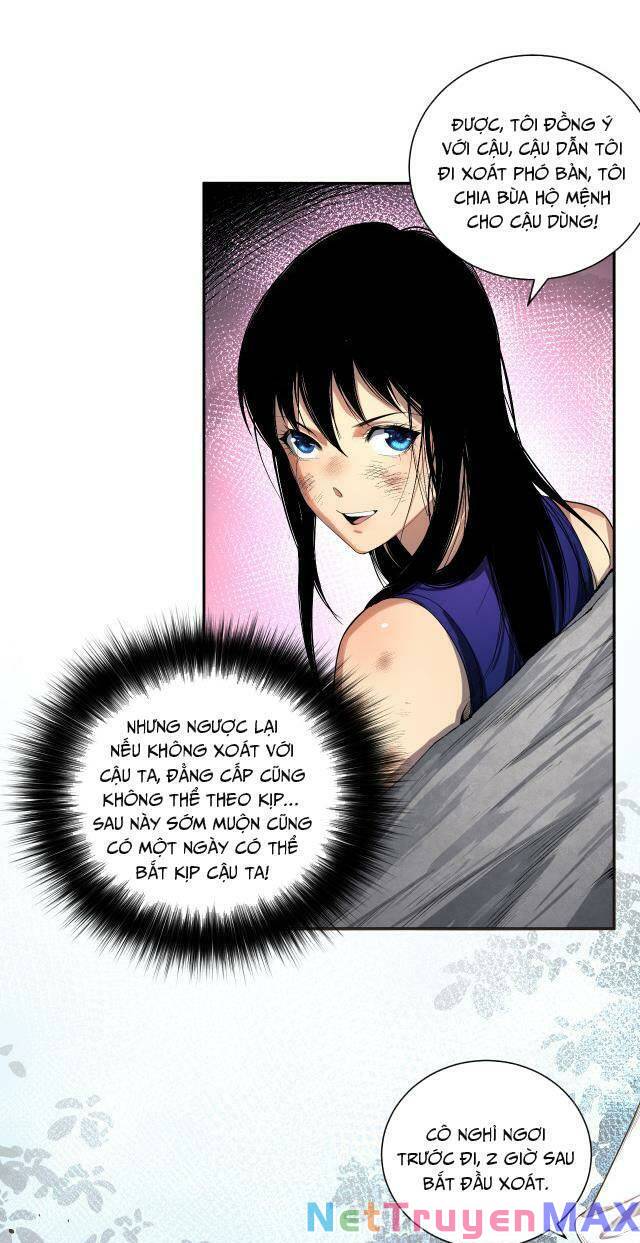 ĐƯỢC, TÔI ĐỒNG Ý
VỚI CẬU, CẬU DẪN TÔI
ĐI XOÁT PHÓ BẢN, TÔI
CHIA BÙA HỘ MỆNH
CHO CẬU DÙNG!
NHƯNG NGƯỢC LẠI
NẾU KHÔNG XOÁT VỚI
CẬU TA, ĐẲNG CẤP CŨNG
KHÔNG THỂ THEO KỊP...
SAU NÀY SỚM MUỘN CŨNG
CÓ MỘT NGÀY CÓ THỂ
BẮT KỊP CẬU TA!
CÔ NGHỈ NGƠI
TRƯỚC ĐI, 2 GIỜ SAU
BẮT ĐẦU XOÁT.
NETTRUYENMAX